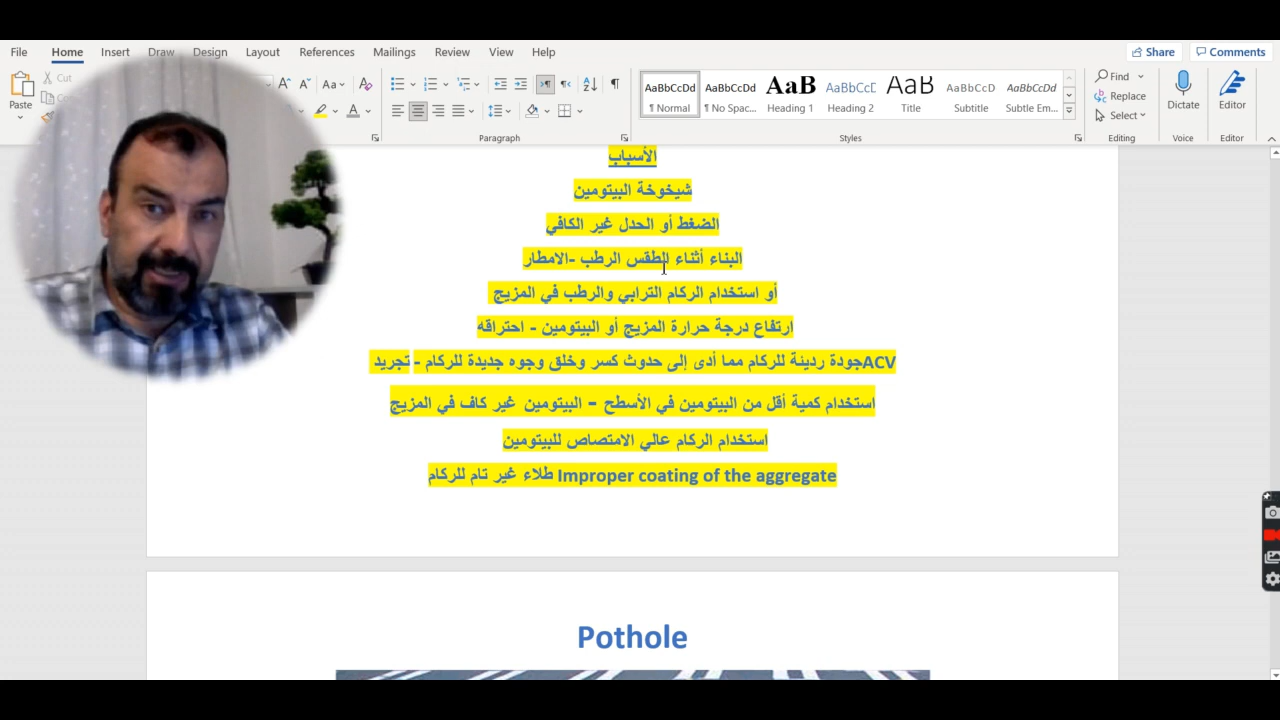 File Home Insert Draw Design Layout References Mailings Review View Help Share Comments
Cut
Paste
Find
Replace
Select
Dictate
Editor
AaBbCcDd AaBbCcDd AaB AaBbCcC AaB AaBbCcD AaBbCcDd
¶ Normal ¶ No Spac... Heading 1 Heading 2 Title Subtitle Subtle Em...
Paragraph Styles Editing Voice Editor
الأسباب
شيخوخة البيتومين
الضغط أو الحدل غير الكافي
البناء أثناء الطقس الرطب -الامطار
أو استخدام الركام الترابي والرطب في المزيج
ارتفاع درجة حرارة المزيج أو البيتومين - احتراقه
ACVجودة رديئة للركام مما أدى إلى حدوث كسر وخلق وجوه جديدة للركام - تجريد
استخدام كمية أقل من البيتومين في الأسطح – البيتومين غير كاف في المزيج
استخدام الركام عالي الامتصاص للبيتومين
Improper coating of the aggregate طلاء غير تام للركام
Pothole